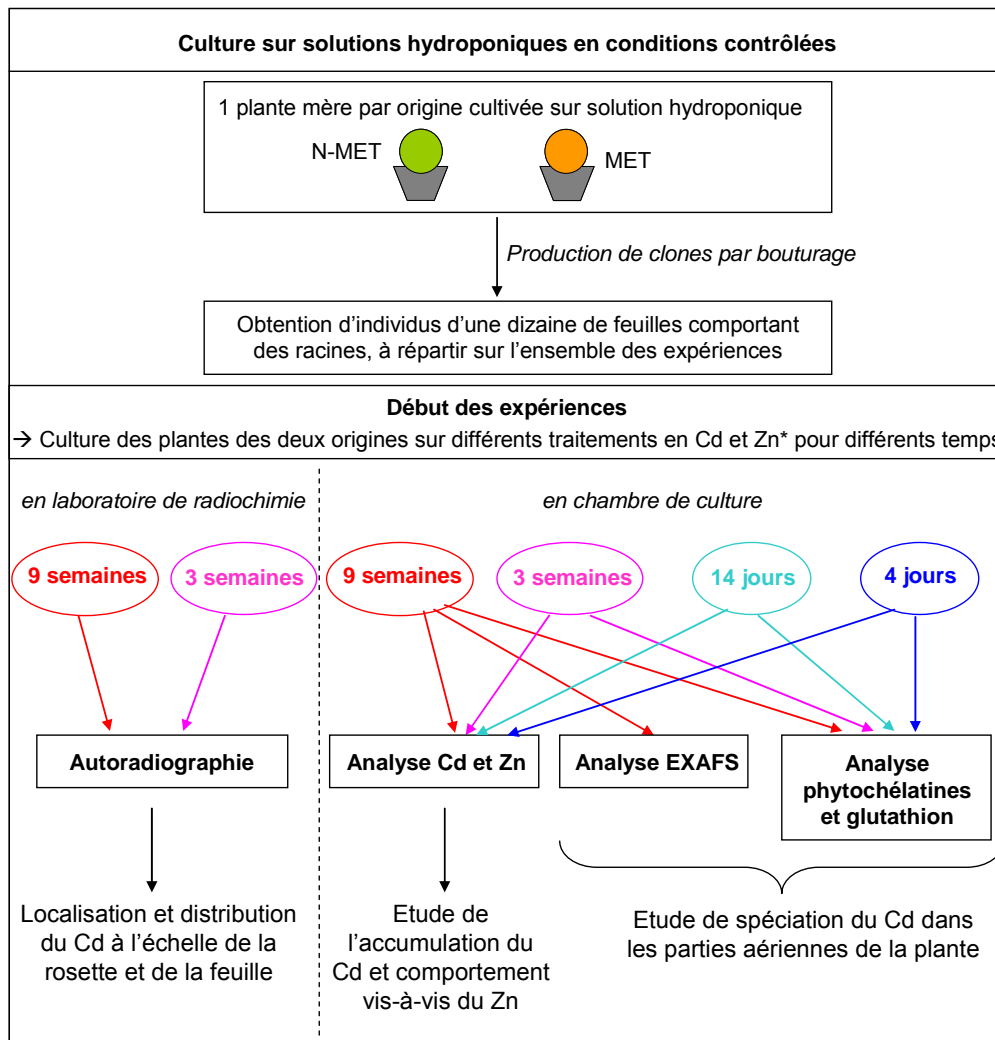 Culture sur solutions hydroponiques en conditions contrôlées
1 plante mère par origine cultivée sur solution hydroponique
N-MET
MET
Production de clones par bouturage
Obtention d'individus d'une dizaine de feuilles comportant
des racines, à répartir sur l'ensemble des expériences
Début des expériences
→ Culture des plantes des deux origines sur différents traitements en Cd et Zn* pour différents temps
en laboratoire de radiochimie
en chambre de culture
9 semaines
3 semaines
9 semaines
3 semaines
14 jours
4 jours
Autoradiographie
Analyse Cd et Zn
Analyse EXAFS
Analyse
phytochélatines
et glutathion
Localisation et distribution
du Cd à l'échelle de la
rosette et de la feuille
Etude de
l'accumulation du
Cd et comportement
vis-à-vis du Zn
Etude de spéciation du Cd dans
les parties aériennes de la plante